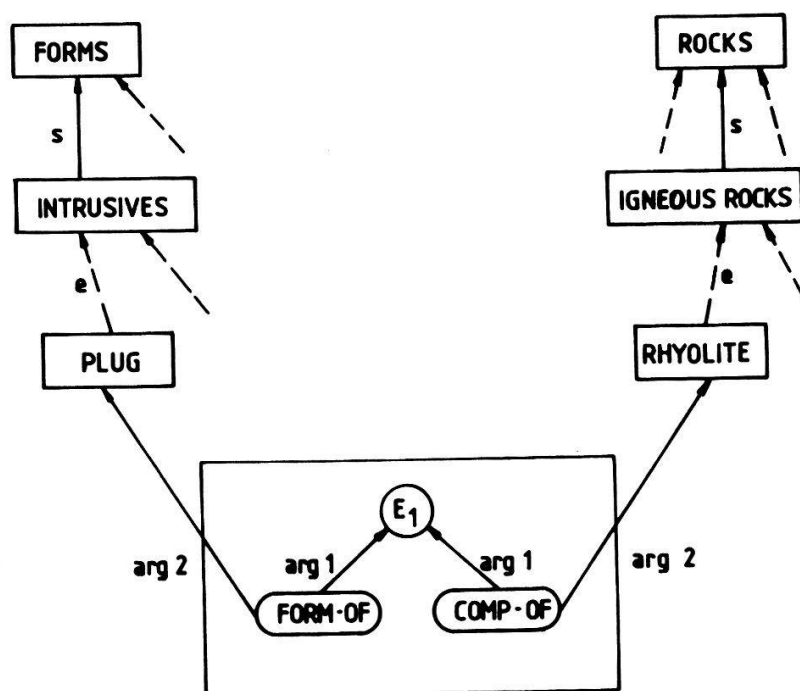 FORMS
ROCKS
s
s
INTRUSIVES
IGNEOUS ROCKS
e
e
PLUG
RHYOLITE
E1
arg 2
arg 1
arg 1
arg 2
FORM-OF
COMP-OF